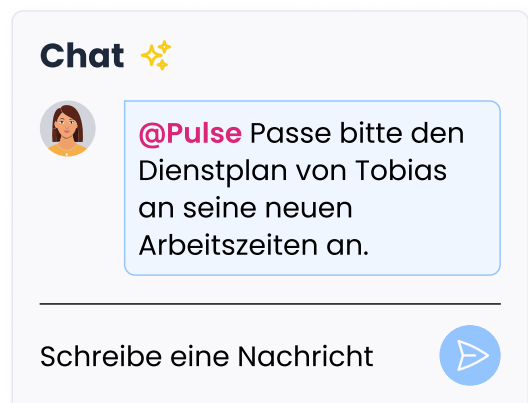 Chat
@Pulse Passe bitte den
Dienstplan von Tobias
an seine neuen
Arbeitszeiten an.
Schreibe eine Nachricht